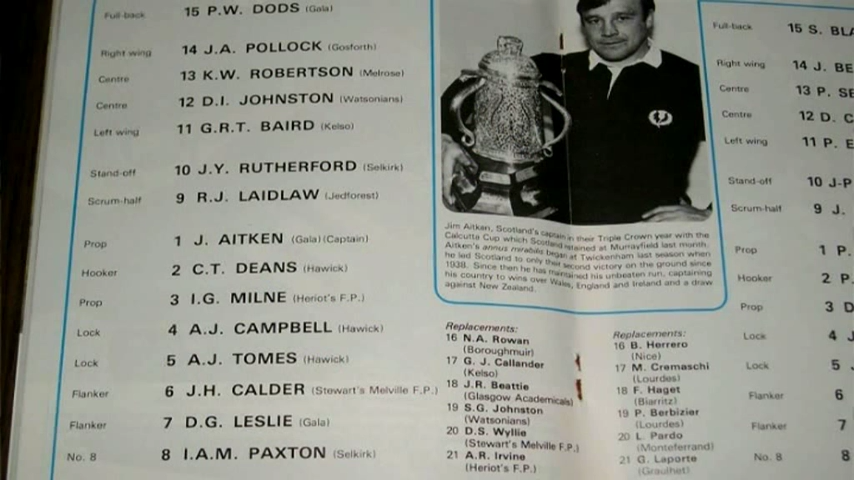 Full-back 15 P.W. DODS (Gala)
Right wing 14 J.A. POLLOCK (Gosforth)
Centre 13 K.W. ROBERTSON (Melrose)
Centre 12 D.I. JOHNSTON (Watsonians)
Left wing 11 G.R.T. BAIRD (Kelso)
Stand-off 10 J.Y. RUTHERFORD (Selkirk)
Scrum-half 9 R.J. LAIDLAW (Jedforest)
Prop 1 J. AITKEN (Gala) (Captain)
Hooker 2 C.T. DEANS (Hawick)
Prop 3 I.G. MILNE (Heriot's F.P.)
Lock 4 A.J. CAMPBELL (Hawick)
Lock 5 A.J. TOMES (Hawick)
Flanker 6 J.H. CALDER (Stewart's Melville F.P.)
Flanker 7 D.G. LESLIE (Gala)
No. 8 8 I.A.M. PAXTON (Selkirk)
Jim Aitken, Scotland's captain in their Triple Crown year with the
Calcutta Cup which Scotland retained at Murrayfield last month.
Aitken's annus mirabilis began at Twickenham last season when
he led Scotland to only their second victory on the ground since
1938. Since then he has maintained his unbeaten run, captaining
his country to wins over Wales, England and Ireland and a draw
against New Zealand.
Replacements:
16 N.A. Rowan
(Boroughmuir)
17 G. J. Callander
(Kelso)
18 J.R. Beattie
(Glasgow Academicals)
19 S.G. Johnston
(Watsonians)
20 D.S. Wyllie
(Stewart's Melville F.P.)
21 A.R. Irvine
(Heriot's F.P.)
Replacements:
16 B. Herrero
(Nice)
17 M. Cremaschi
(Lourdes)
18 F. Haget
(Biarritz)
19 P. Berbizier
(Lourdes)
20 L. Pardo
(Monteferrand)
21 G. Laporte
(Graulhet)
Full-back 15 S. BLA
Right wing 14 J. BE
Centre 13 P. SE
Centre 12 D. C
Left wing 11 P. E
Stand-off 10 J-P
Scrum-half 9 J.
Prop 1 P.
Hooker 2 P.
Prop 3 D
Lock 4 J
Lock 5
Flanker 6
Flanker 7
No. 8 8